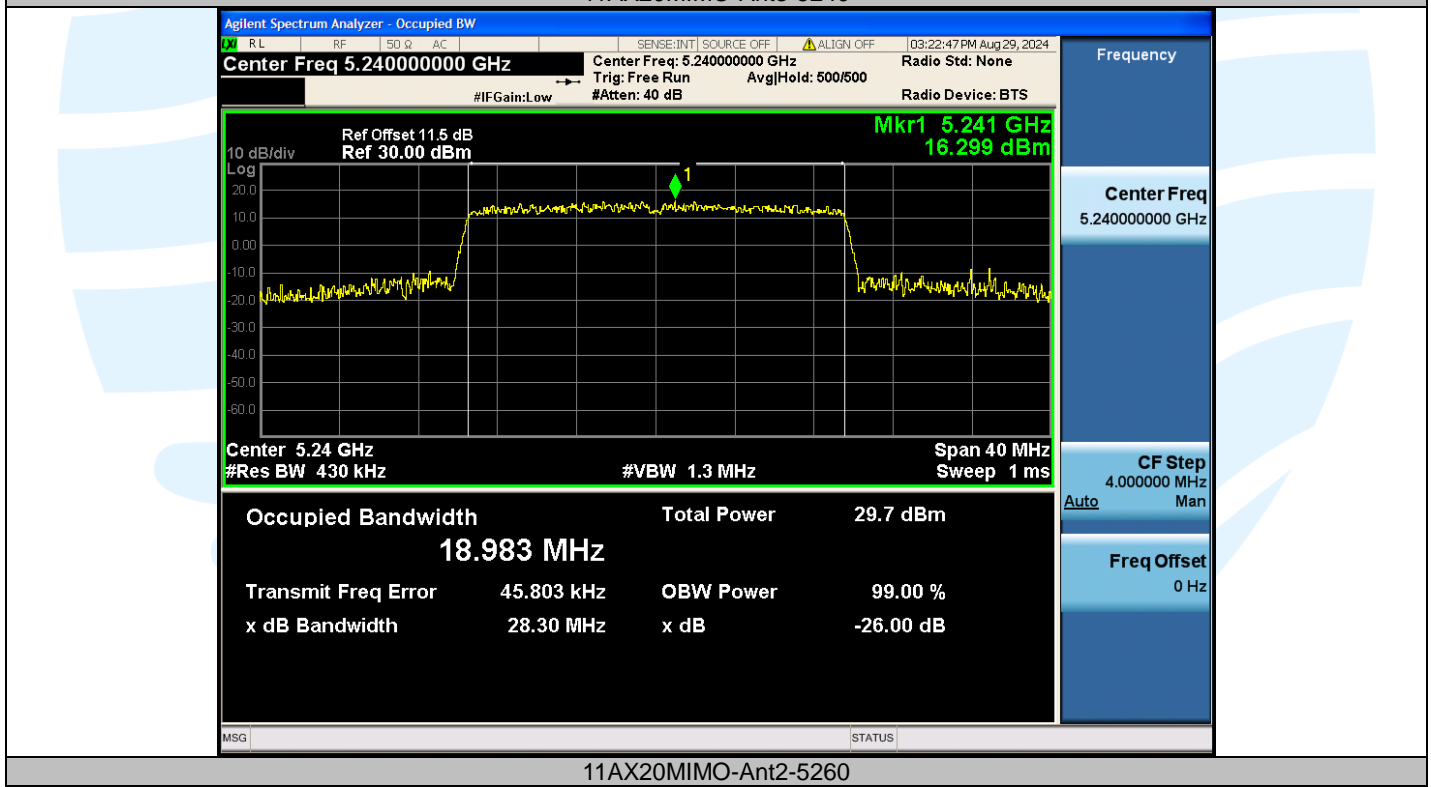 Agilent Spectrum Analyzer - Occupied BW
RL RF 50 Ω AC SENSE:INT SOURCE OFF ALIGN OFF 03:22:47 PM Aug 29, 2024
Center Freq 5.240000000 GHz
Center Freq: 5.240000000 GHz Radio Std: None
Trig: Free Run Avg|Hold: 500/500
#IFGain:Low #Atten: 40 dB Radio Device: BTS
Ref Offset 11.5 dB
10 dB/div Ref 30.00 dBm
Mkr1 5.241 GHz
16.299 dBm
Log
1
20.0
10.0
0.00
-10.0
-20.0
-30.0
-40.0
-50.0
-60.0
Center 5.24 GHz Span 40 MHz
#Res BW 430 kHz #VBW 1.3 MHz Sweep 1 ms
Occupied Bandwidth Total Power 29.7 dBm
18.983 MHz
Transmit Freq Error 45.803 kHz OBW Power 99.00 %
x dB Bandwidth 28.30 MHz x dB -26.00 dB
MSG STATUS
Frequency
Center Freq
5.240000000 GHz
CF Step
4.000000 MHz
Auto Man
Freq Offset
0 Hz
11AX20MIMO-Ant2-5260